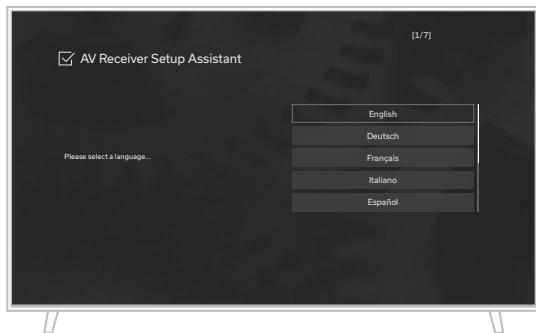 [1/7]
AV Receiver Setup Assistant
Please select a language...
English
Deutsch
Français
Italiano
Español